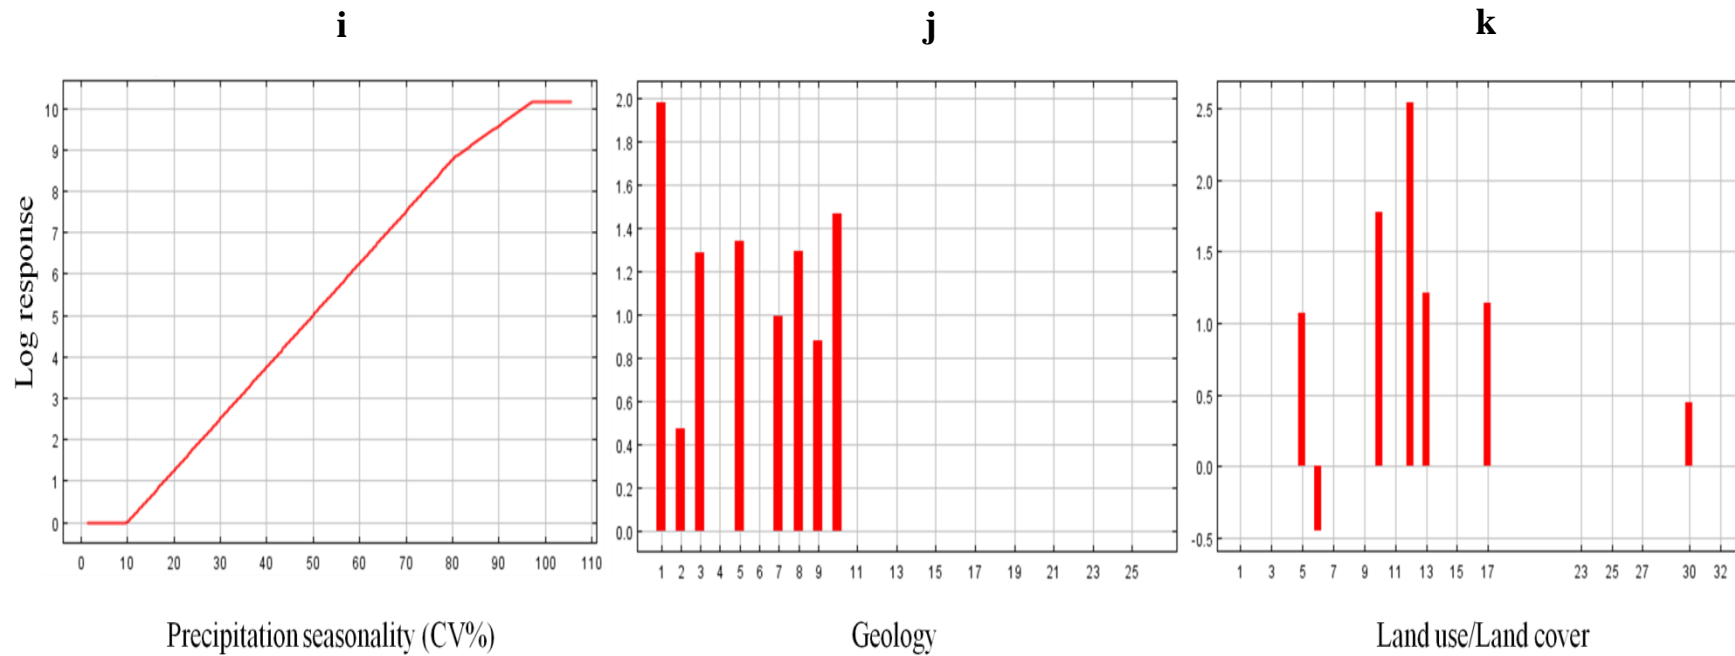 i
j
k
Log response
10
9
8
7
6
5
4
3
2
1
0
0 10 20 30 40 50 60 70 80 90 100 110
Precipitation seasonality (CV%)
2.0
1.8
1.6
1.4
1.2
1.0
0.8
0.6
0.4
0.2
0.0
1 2 3 4 5 6 7 8 9 11 13 15 17 19 21 23 25
Geology
2.5
2.0
1.5
1.0
0.5
0.0
-0.5
1 3 5 7 9 11 13 15 17 23 25 27 30 32
Land use/Land cover